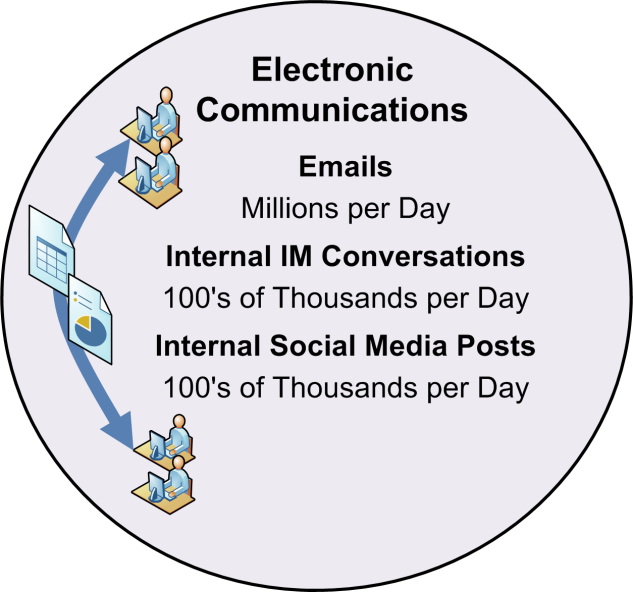 Electronic
Communications
Emails
Millions per Day
Internal IM Conversations
100's of Thousands per Day
Internal Social Media Posts
100's of Thousands per Day